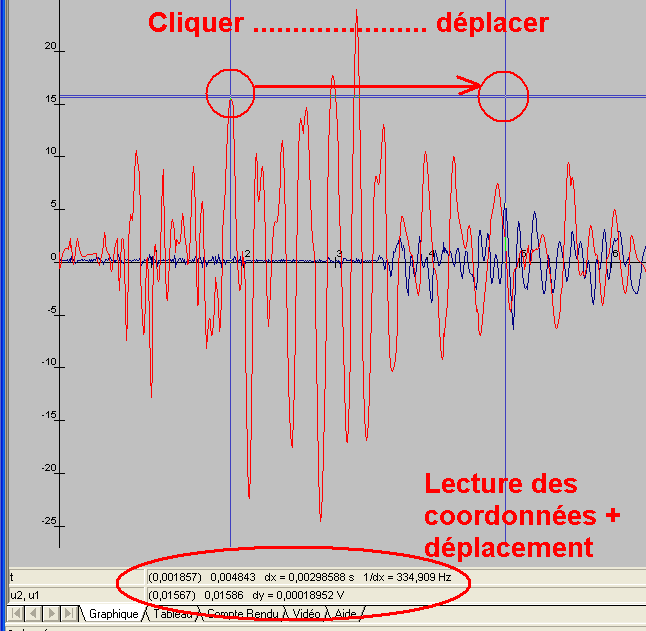 Cliquer ...................... déplacer
20
15
10
5
0
2
3
4
5
6
-5
-10
-15
-20
-25
Lecture des
coordonnées +
déplacement
t
(0,001857) 0,004843 dx = 0,00298588 s 1/dx = 334,909 Hz
u2, u1
(0,01567) 0,01586 dy = 0,00018952 V
Graphique Tableau Compte Rendu Vidéo Aide